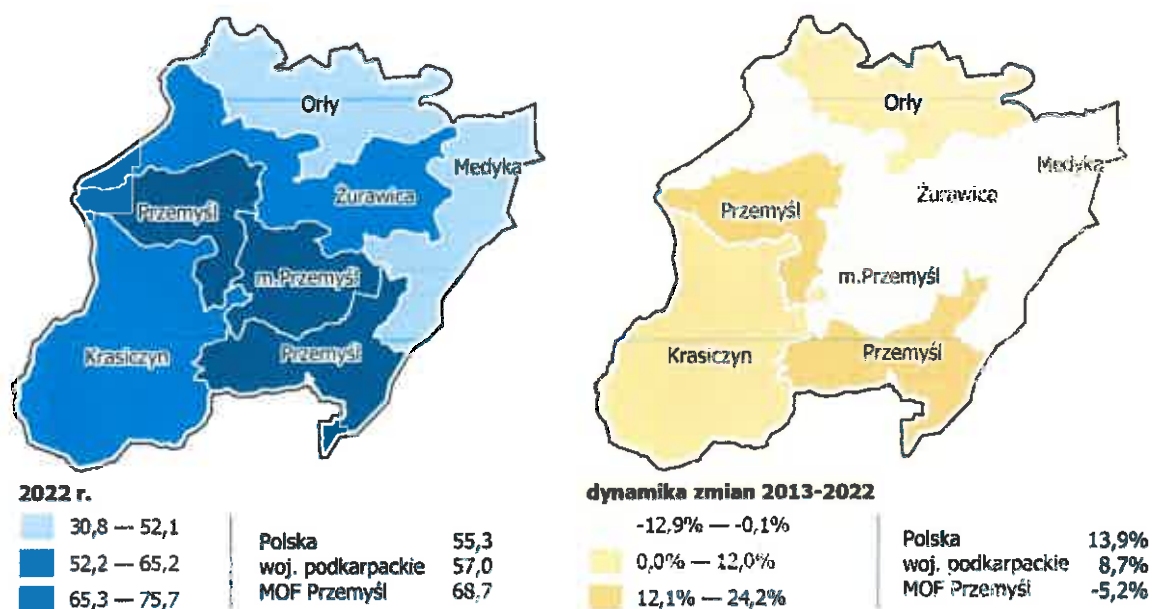 Orły
Medyka
Żurawica
Przemyśl
m.Przemyśl
Przemyśl
Krasiczyn
2022 r.
30,8 — 52,1
52,2 — 65,2
65,3 — 75,7
Polska 55,3
woj. podkarpackie 57,0
MOF Przemyśl 68,7
Orły
Medyka
Żurawica
Przemyśl
m.Przemyśl
Przemyśl
Krasiczyn
dynamika zmian 2013-2022
-12,9% — -0,1%
0,0% — 12,0%
12,1% — 24,2%
Polska 13,9%
woj. podkarpackie 8,7%
MOF Przemyśl -5,2%